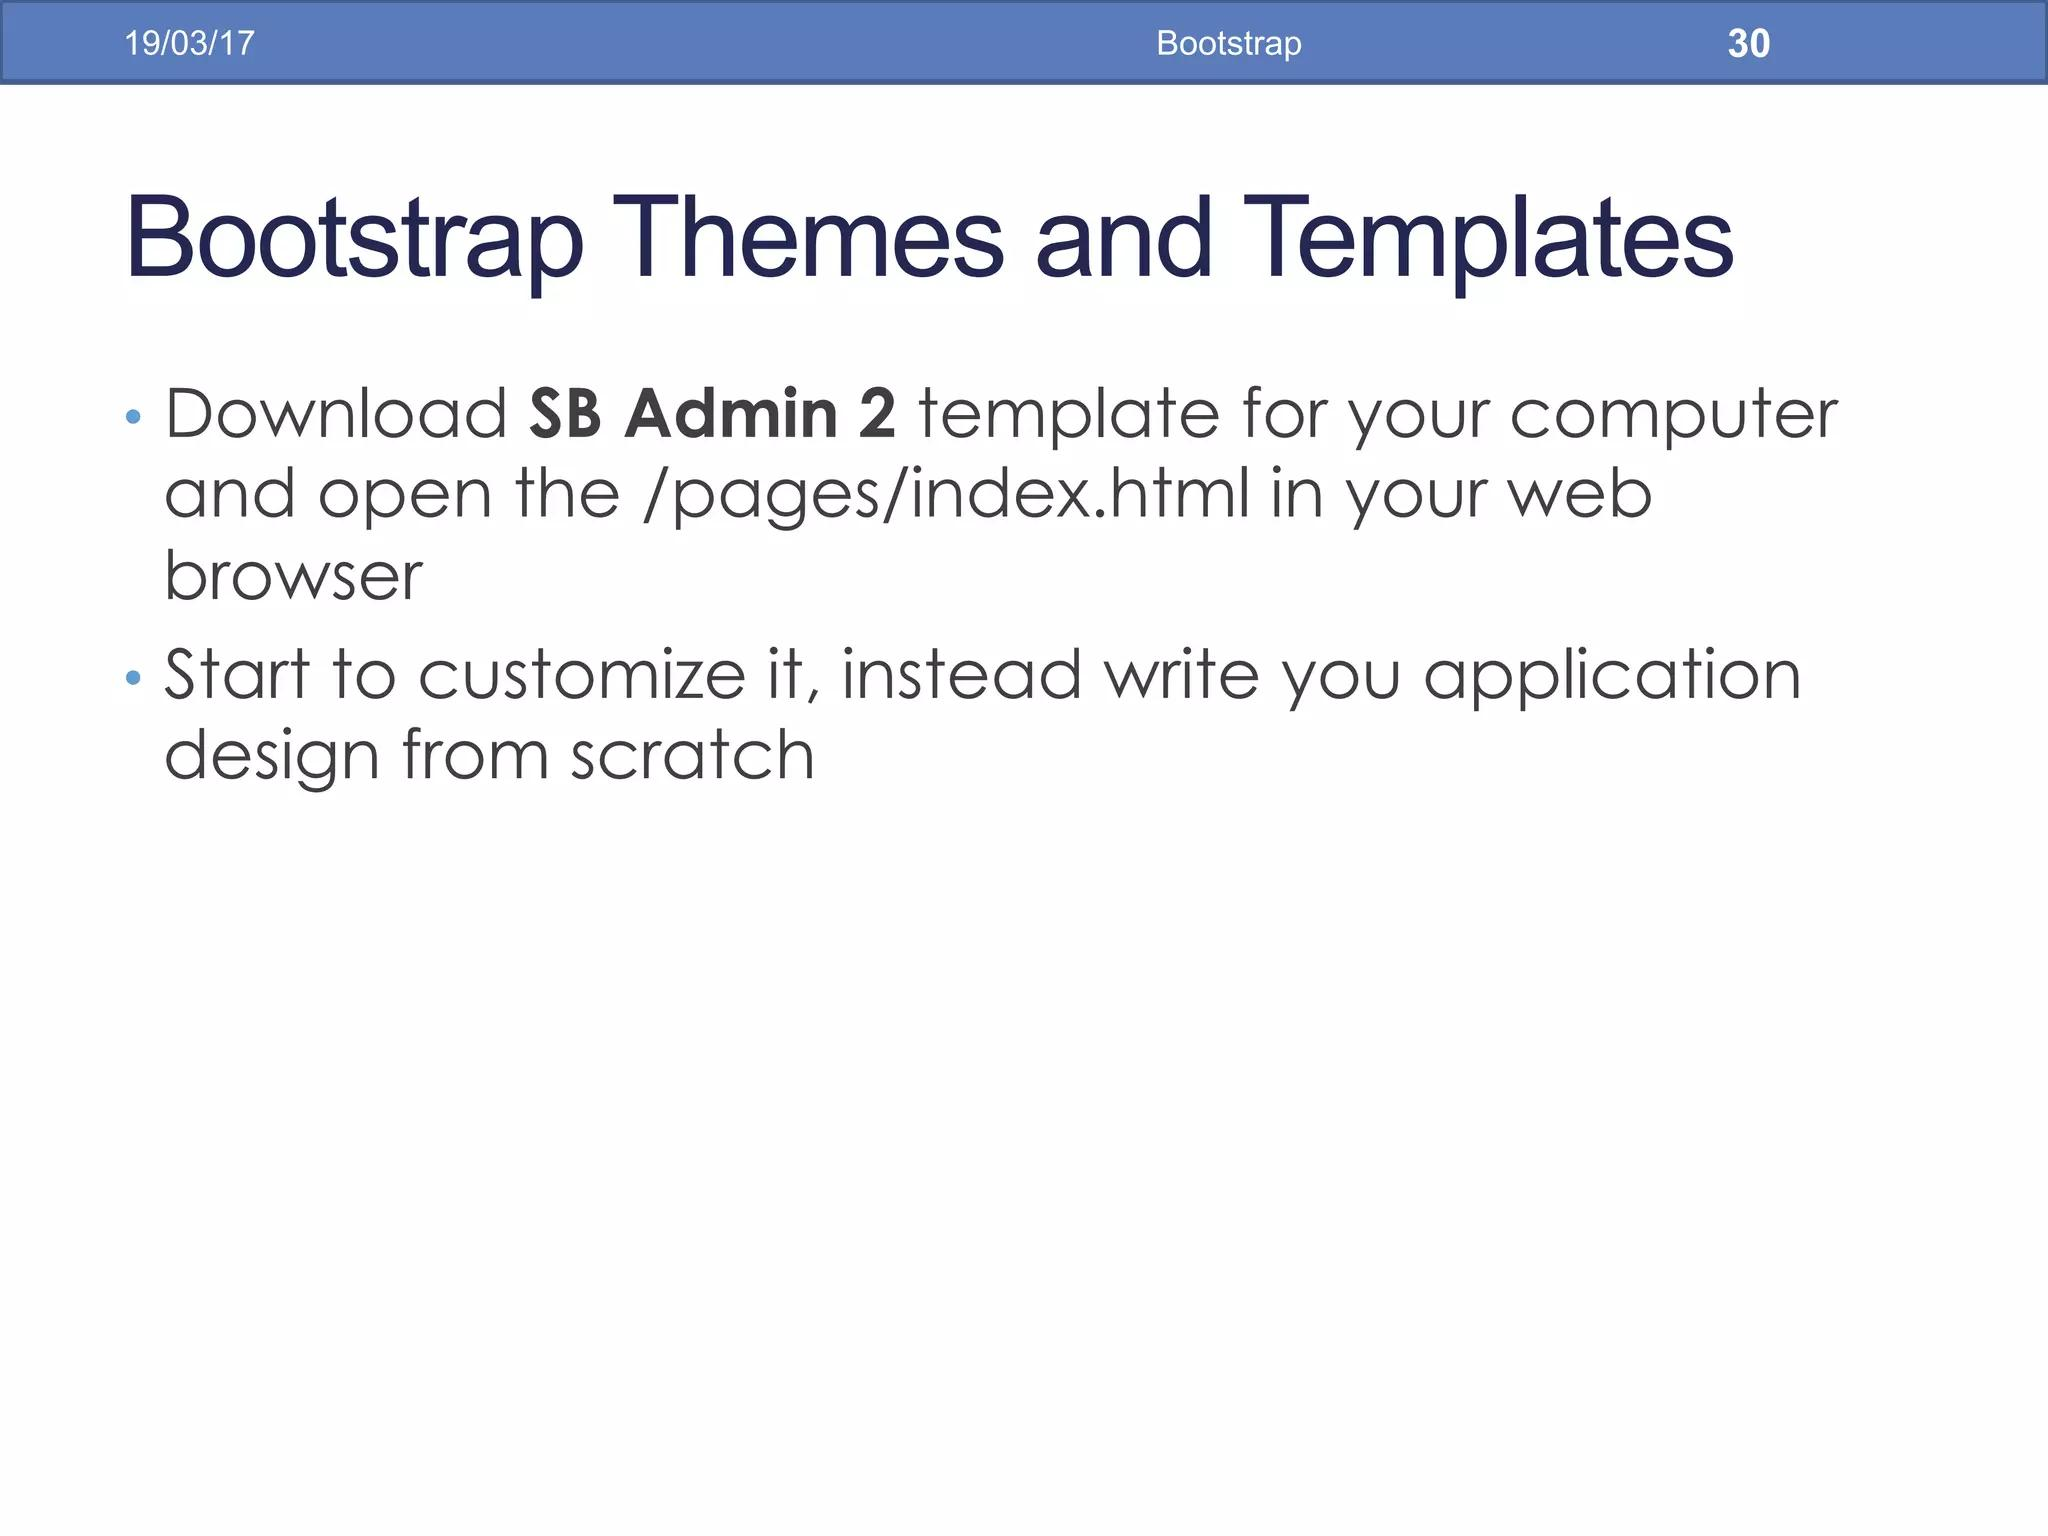 19/03/17 Bootstrap 30
Bootstrap Themes and Templates
• Download SB Admin 2 template for your computer
and open the /pages/index.html in your web
browser
• Start to customize it, instead write you application
design from scratch